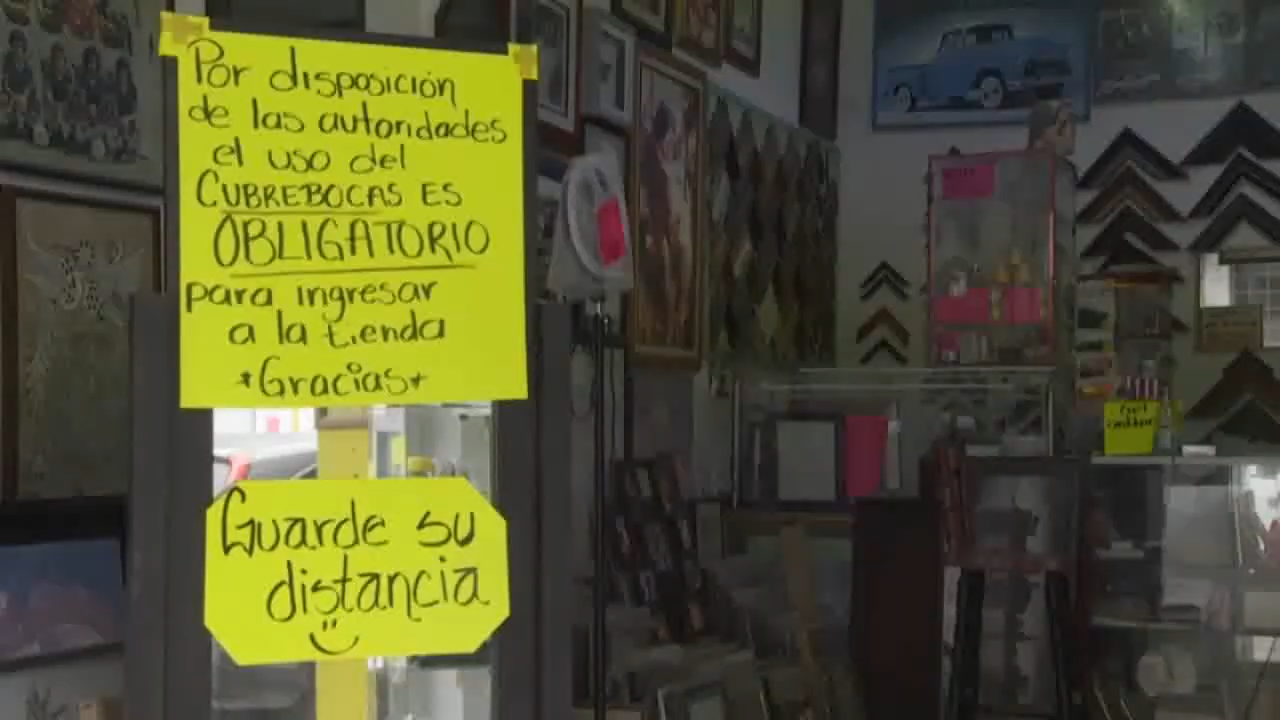 Por disposición
de las autoridades
el uso del
CUBREBOCAS ES
OBLIGATORIO
para ingresar
a la tienda
*Gracias*
Guarde su
distancia